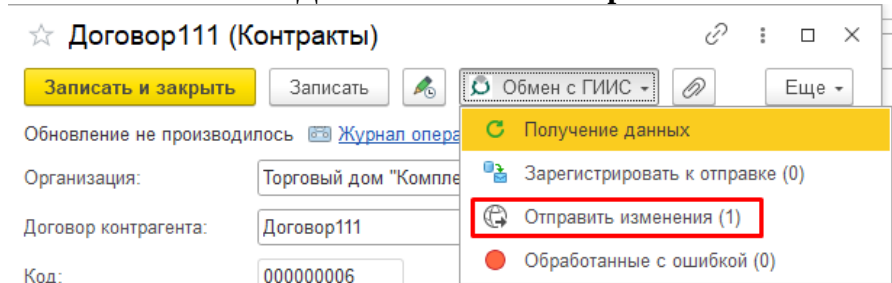 Договор111 (Контракты)
Записать и закрыть Записать Обмен с ГИИС Еще
Обновление не производилось Журнал опера
Получение данных
Организация: Торговый дом "Компле
Зарегистрировать к отправке (0)
Договор контрагента: Договор111
Отправить изменения (1)
Код: 000000006
Обработанные с ошибкой (0)